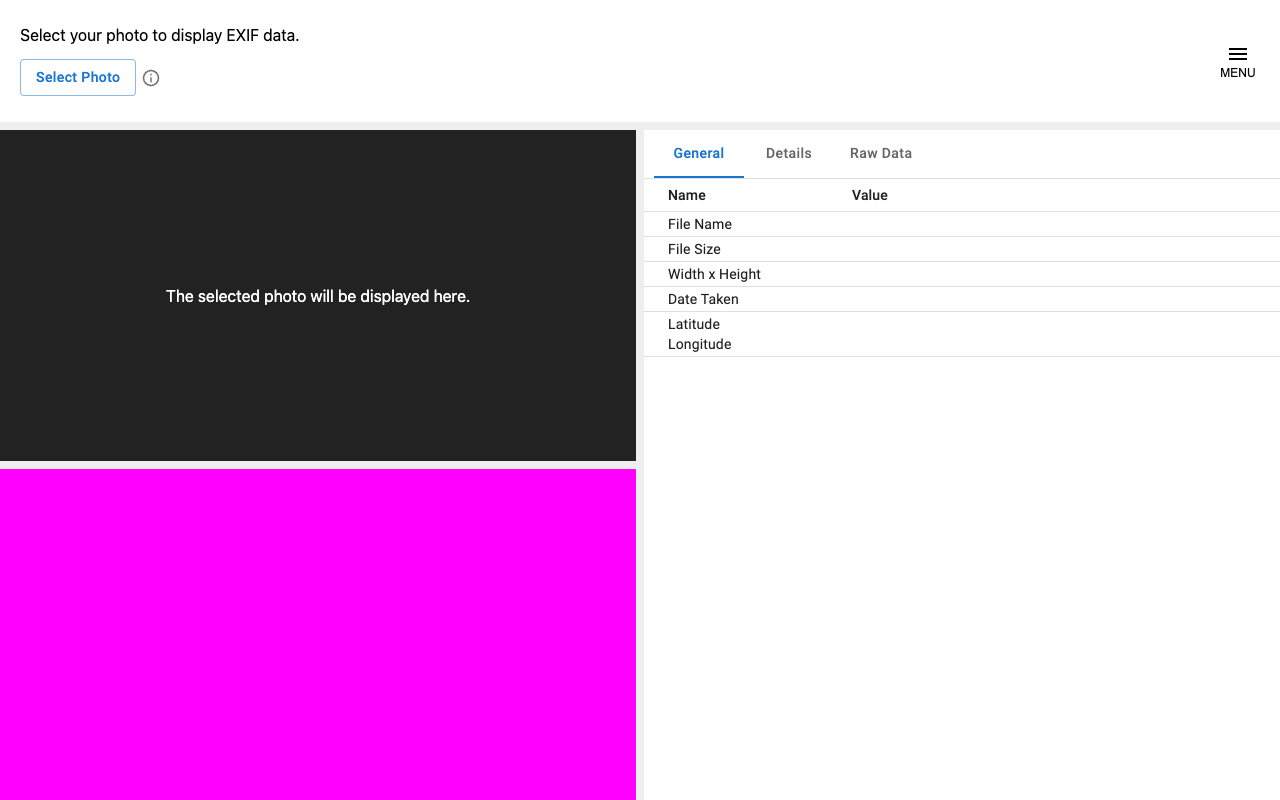 Select your photo to display EXIF data.
Select Photo
MENU
The selected photo will be displayed here.
General Details Raw Data
Name Value
File Name
File Size
Width x Height
Date Taken
Latitude
Longitude